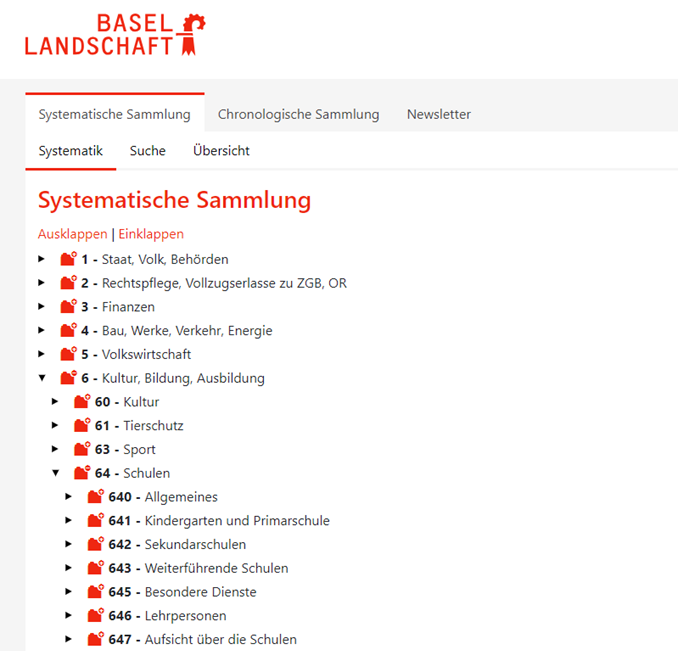 BASEL
LANDSCHAFT
Systematische Sammlung Chronologische Sammlung Newsletter
Systematik Suche Übersicht
Systematische Sammlung
Ausklappen | Einklappen
1 - Staat, Volk, Behörden
2 - Rechtspflege, Vollzugserlasse zu ZGB, OR
3 - Finanzen
4 - Bau, Werke, Verkehr, Energie
5 - Volkswirtschaft
6 - Kultur, Bildung, Ausbildung
60 - Kultur
61 - Tierschutz
63 - Sport
64 - Schulen
640 - Allgemeines
641 - Kindergarten und Primarschule
642 - Sekundarschulen
643 - Weiterführende Schulen
645 - Besondere Dienste
646 - Lehrpersonen
647 - Aufsicht über die Schulen